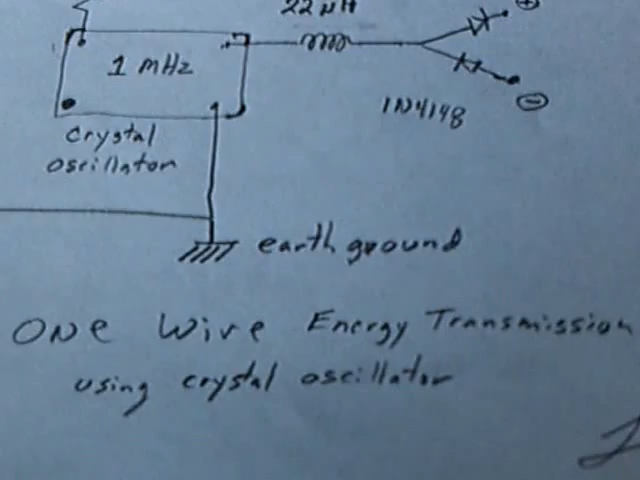 22 µH
+
1 MHz
1N4148
−
Crystal
oscillator
earth ground
One Wire Energy Transmission
using crystal oscillator